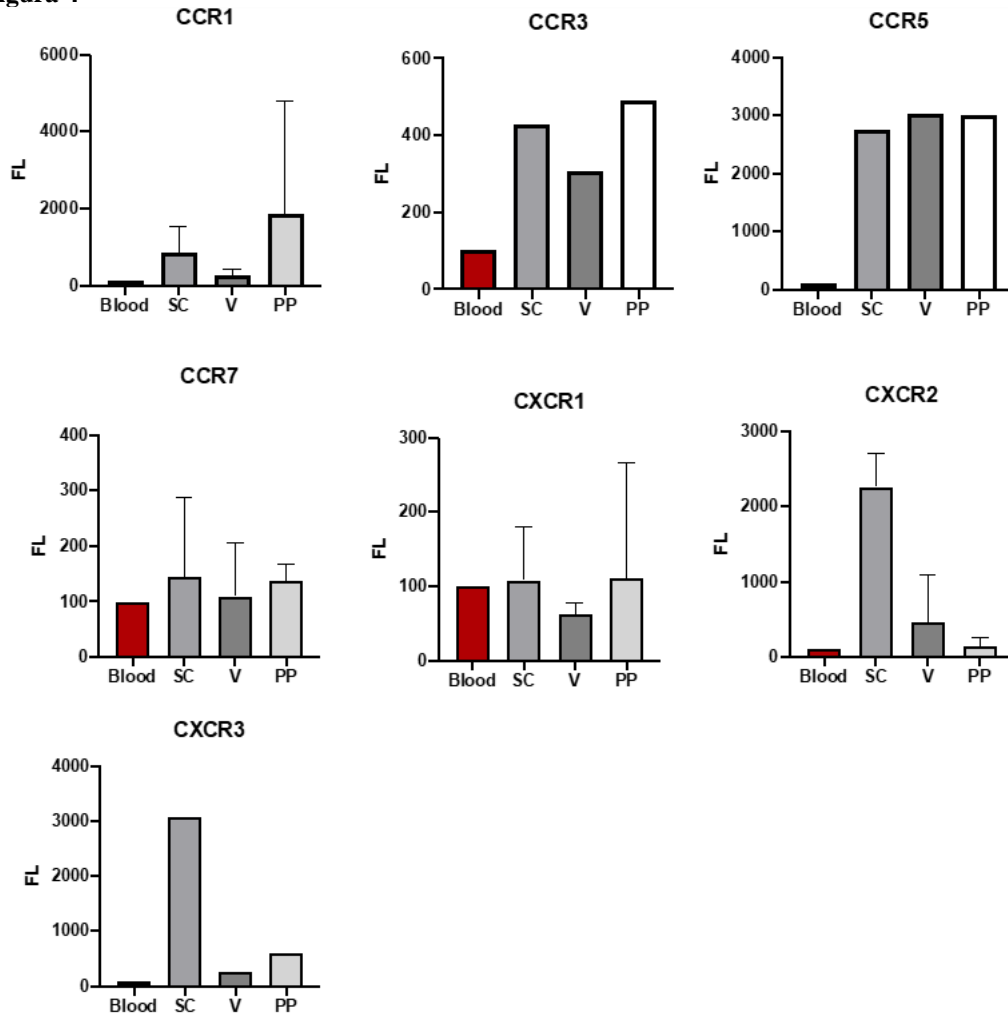 CCR1
6000
4000
2000
0
FL
Blood SC V PP
CCR3
600
400
200
0
FL
Blood SC V PP
CCR5
4000
3000
2000
1000
0
FL
Blood SC V PP
CCR7
400
300
200
100
0
FL
Blood SC V PP
CXCR1
300
200
100
0
FL
Blood SC V PP
CXCR2
3000
2000
1000
0
FL
Blood SC V PP
CXCR3
4000
3000
2000
1000
0
FL
Blood SC V PP